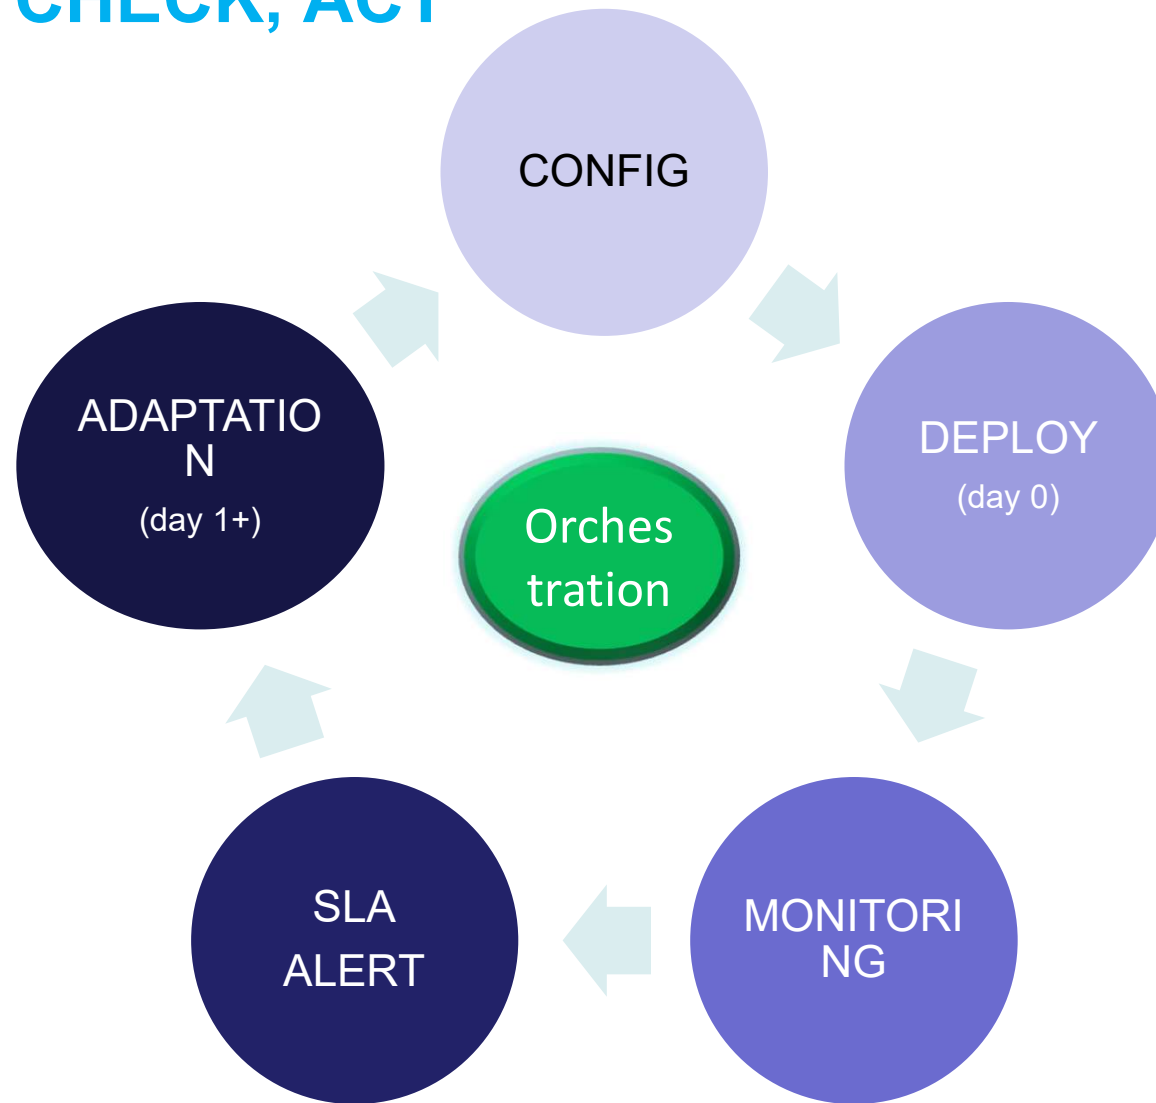 CHECK, ACT
CONFIG
DEPLOY
(day 0)
MONITORI
NG
SLA
ALERT
ADAPTATIO
N
(day 1+)
Orches
tration